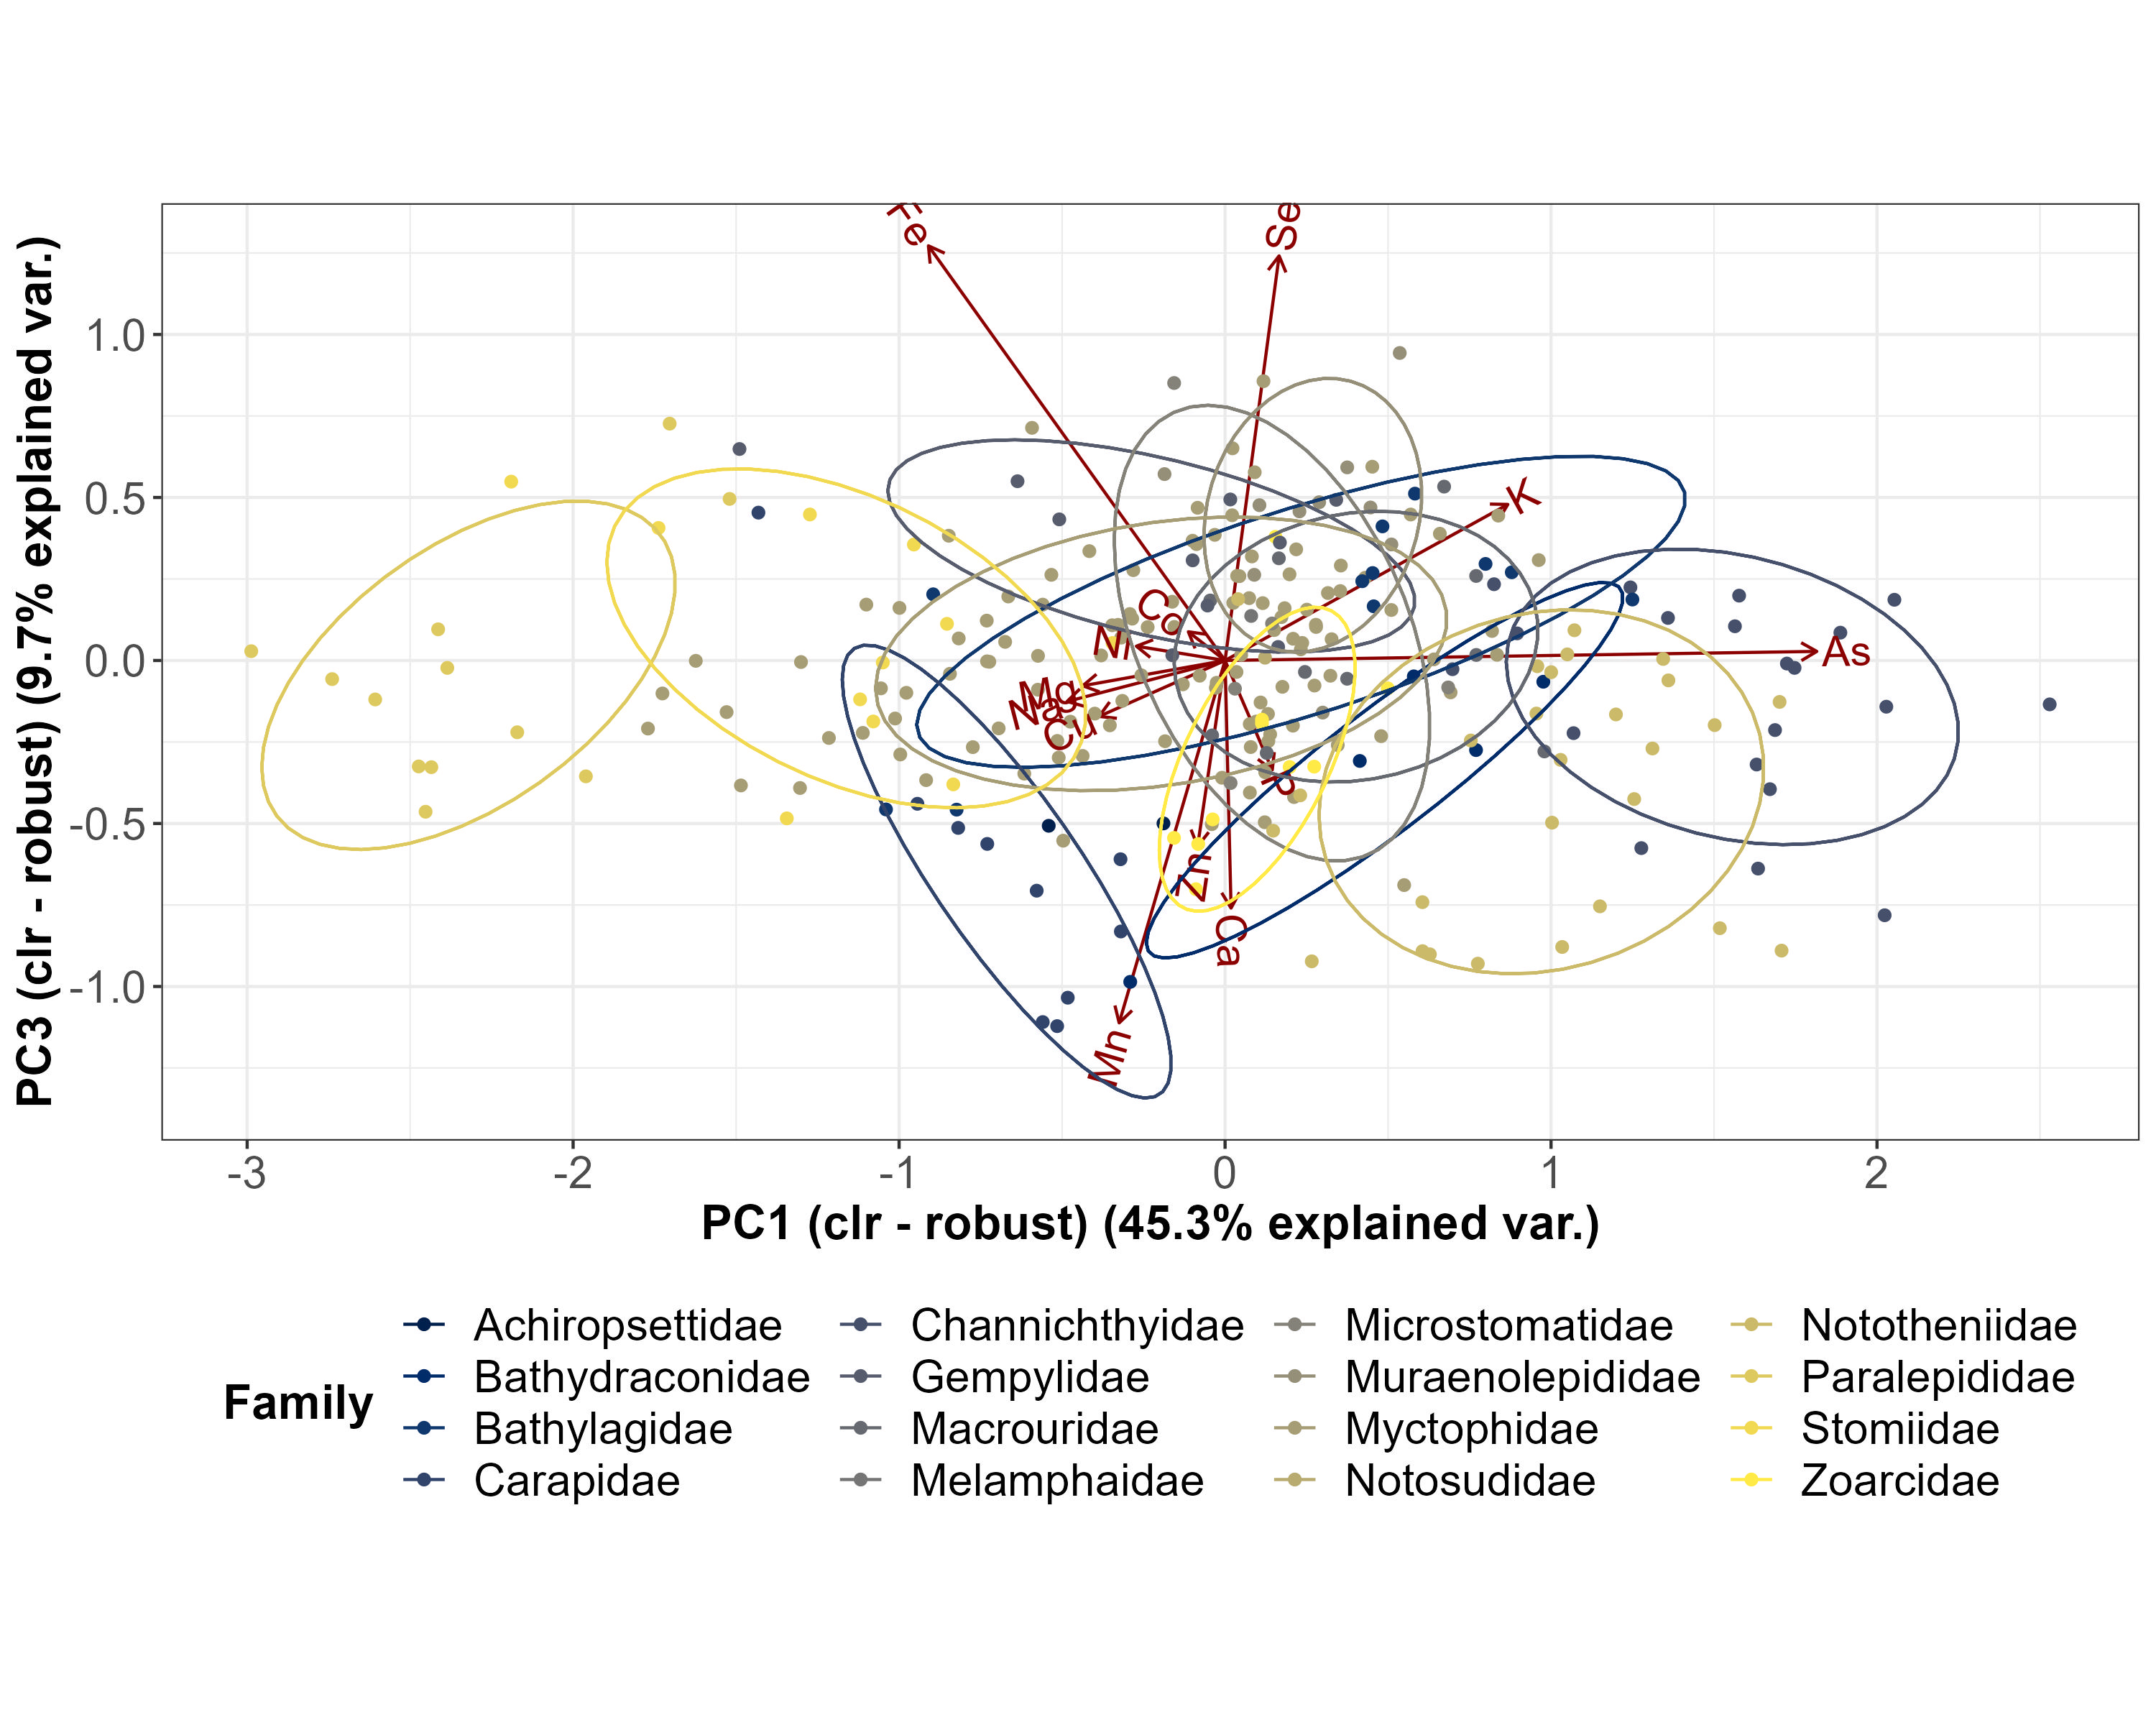 PC3 (clr - robust) (9.7% explained var.)
1.0
0.5
0.0
-0.5
-1.0
Fe
Se
K
Co
Ni
As
Mg
Na
Cu
P
Zn
Ca
Mn
-3 -2 -1 0 1 2
PC1 (clr - robust) (45.3% explained var.)
Family
Achiropsettidae Channichthyidae Microstomatidae Nototheniidae
Bathydraconidae Gempylidae Muraenolepididae Paralepididae
Bathylagidae Macrouridae Myctophidae Stomiidae
Carapidae Melamphaidae Notosudidae Zoarcidae